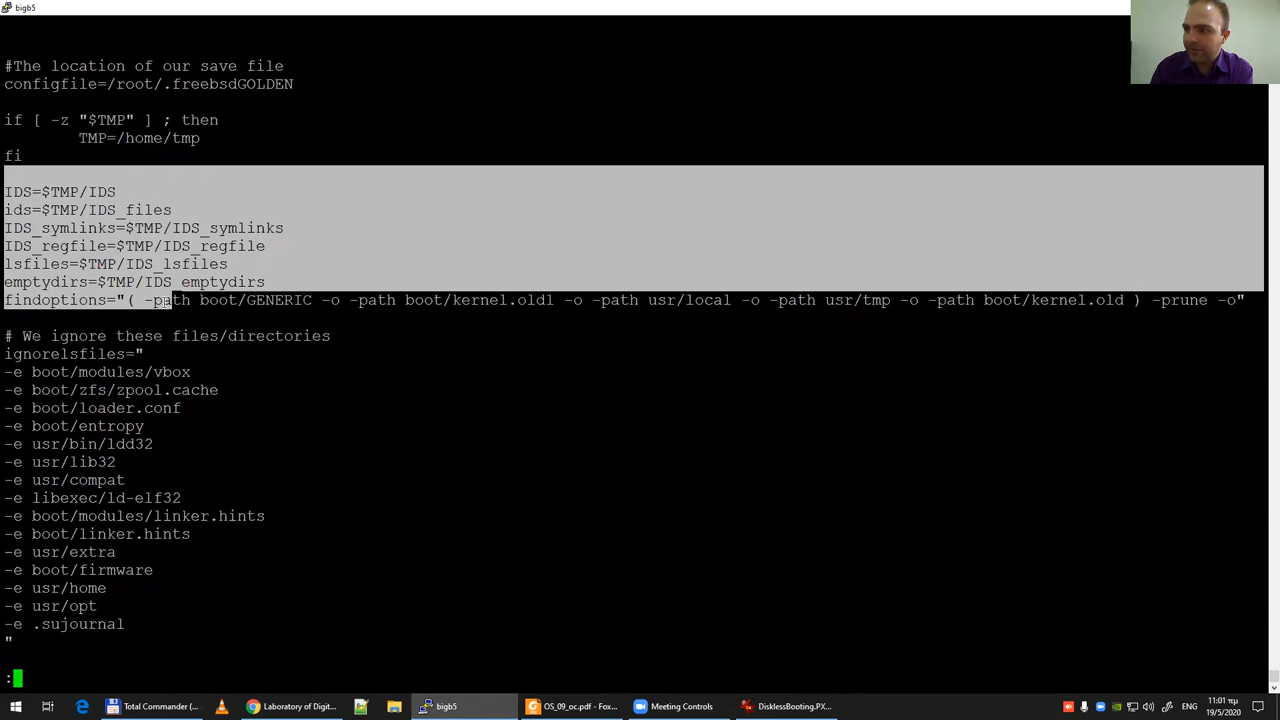 bigb5
#The location of our save file
configfile=/root/.freebsdGOLDEN
if [ -z "$TMP" ] ; then
TMP=/home/tmp
fi
IDS=$TMP/IDS
ids=$TMP/IDS_files
IDS_symlinks=$TMP/IDS_symlinks
IDS_regfile=$TMP/IDS_regfile
lsfiles=$TMP/IDS_lsfiles
emptydirs=$TMP/IDS_emptydirs
findoptions="( -path boot/GENERIC -o -path boot/kernel.oldl -o -path usr/local -o -path usr/tmp -o -path boot/kernel.old ) -prune -o"
# We ignore these files/directories
ignorelsfiles="
-e boot/modules/vbox
-e boot/zfs/zpool.cache
-e boot/loader.conf
-e boot/entropy
-e usr/bin/ldd32
-e usr/lib32
-e usr/compat
-e libexec/ld-elf32
-e boot/modules/linker.hints
-e boot/linker.hints
-e usr/extra
-e boot/firmware
-e usr/home
-e usr/opt
-e .sujournal
"
:
Total Commander (... Laboratory of Digit... bigb5 OS_09_oc.pdf - Fox... Meeting Controls DisklessBooting.PX... ΠΕ 11:01 πμ
19/5/2020